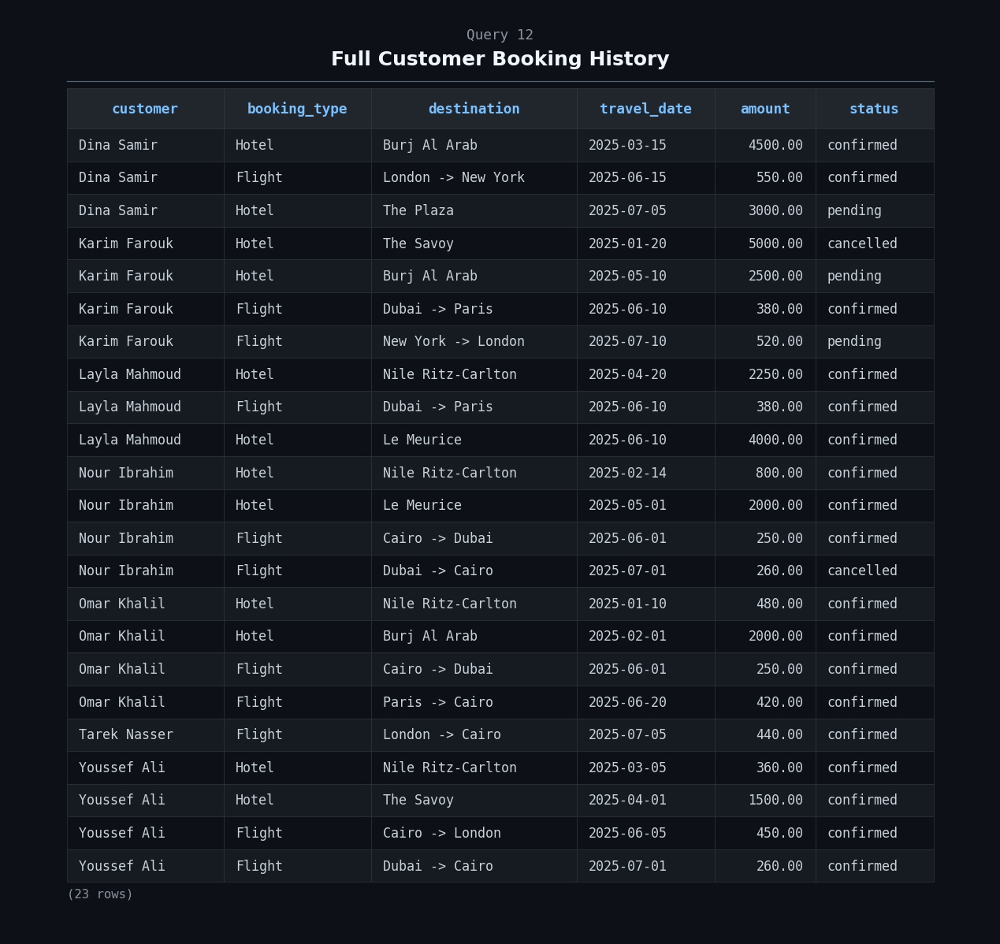 Query 12
Full Customer Booking History
customer booking_type destination travel_date amount status
Dina Samir Hotel Burj Al Arab 2025-03-15 4500.00 confirmed
Dina Samir Flight London -> New York 2025-06-15 550.00 confirmed
Dina Samir Hotel The Plaza 2025-07-05 3000.00 pending
Karim Farouk Hotel The Savoy 2025-01-20 5000.00 cancelled
Karim Farouk Hotel Burj Al Arab 2025-05-10 2500.00 pending
Karim Farouk Flight Dubai -> Paris 2025-06-10 380.00 confirmed
Karim Farouk Flight New York -> London 2025-07-10 520.00 pending
Layla Mahmoud Hotel Nile Ritz-Carlton 2025-04-20 2250.00 confirmed
Layla Mahmoud Flight Dubai -> Paris 2025-06-10 380.00 confirmed
Layla Mahmoud Hotel Le Meurice 2025-06-10 4000.00 confirmed
Nour Ibrahim Hotel Nile Ritz-Carlton 2025-02-14 800.00 confirmed
Nour Ibrahim Hotel Le Meurice 2025-05-01 2000.00 confirmed
Nour Ibrahim Flight Cairo -> Dubai 2025-06-01 250.00 confirmed
Nour Ibrahim Flight Dubai -> Cairo 2025-07-01 260.00 cancelled
Omar Khalil Hotel Nile Ritz-Carlton 2025-01-10 480.00 confirmed
Omar Khalil Hotel Burj Al Arab 2025-02-01 2000.00 confirmed
Omar Khalil Flight Cairo -> Dubai 2025-06-01 250.00 confirmed
Omar Khalil Flight Paris -> Cairo 2025-06-20 420.00 confirmed
Tarek Nasser Flight London -> Cairo 2025-07-05 440.00 confirmed
Youssef Ali Hotel Nile Ritz-Carlton 2025-03-05 360.00 confirmed
Youssef Ali Hotel The Savoy 2025-04-01 1500.00 confirmed
Youssef Ali Flight Cairo -> London 2025-06-05 450.00 confirmed
Youssef Ali Flight Dubai -> Cairo 2025-07-01 260.00 confirmed
(23 rows)